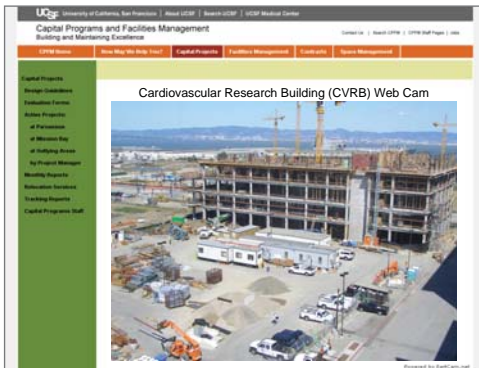 UCSF University of California, San Francisco | About UCSF | Search UCSF | UCSF Medical Center
Capital Programs and Facilities Management
Building and Maintaining Excellence
Contact Us | Search CPFM | CPFM Staff Pages | Jobs
CPFM Home
How May We Help You?
Capital Projects
Facilities Management
Contracts
Space Management
Capital Projects
Design Guidelines
Evaluation Forms
Active Projects:
at Parnassus
at Mission Bay
at Outlying Areas
by Project Manager
Monthly Reports
Relocation Services
Tracking Reports
Capital Programs Staff
Cardiovascular Research Building (CVRB) Web Cam